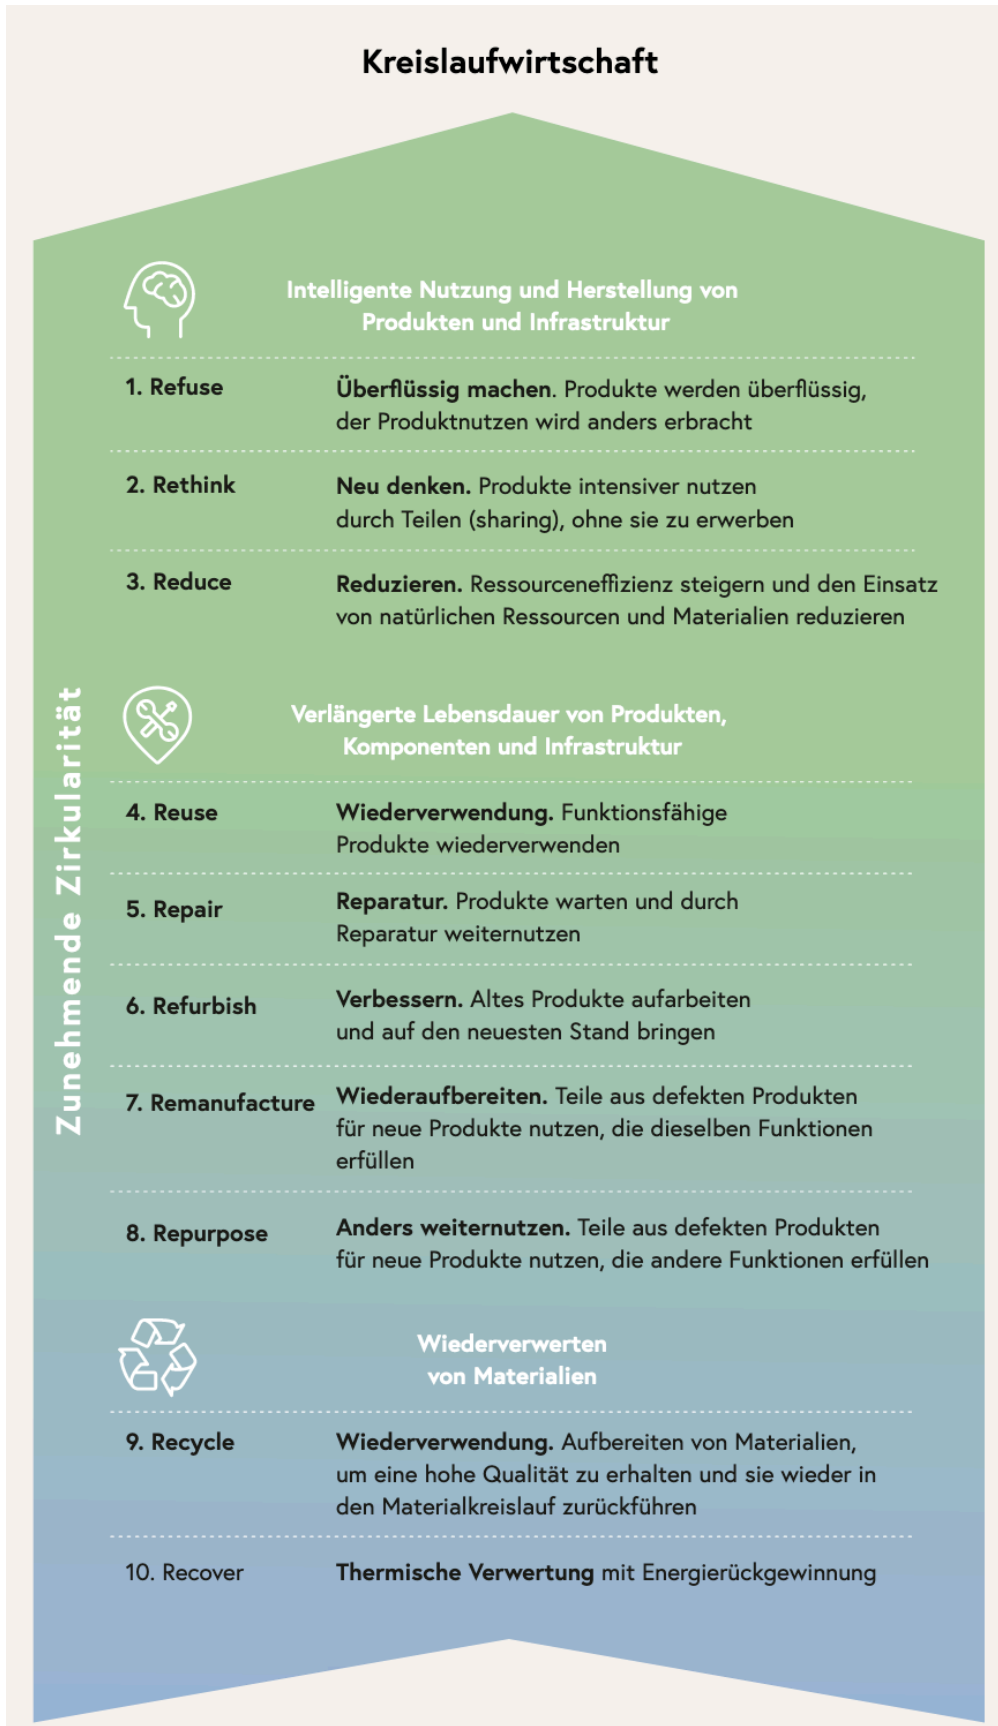 Kreislaufwirtschaft
Intelligente Nutzung und Herstellung von
Produkten und Infrastruktur
1. Refuse
Überflüssig machen. Produkte werden überflüssig,
der Produktnutzen wird anders erbracht
2. Rethink
Neu denken. Produkte intensiver nutzen
durch Teilen (sharing), ohne sie zu erwerben
3. Reduce
Reduzieren. Ressourceneffizienz steigern und den Einsatz
von natürlichen Ressourcen und Materialien reduzieren
Zunehmende Zirkularität
Verlängerte Lebensdauer von Produkten,
Komponenten und Infrastruktur
4. Reuse
Wiederverwendung. Funktionsfähige
Produkte wiederverwenden
5. Repair
Reparatur. Produkte warten und durch
Reparatur weiternutzen
6. Refurbish
Verbessern. Altes Produkte aufarbeiten
und auf den neuesten Stand bringen
7. Remanufacture
Wiederaufbereiten. Teile aus defekten Produkten
für neue Produkte nutzen, die dieselben Funktionen
erfüllen
8. Repurpose
Anders weiternutzen. Teile aus defekten Produkten
für neue Produkte nutzen, die andere Funktionen erfüllen
Wiederverwerten
von Materialien
9. Recycle
Wiederverwendung. Aufbereiten von Materialien,
um eine hohe Qualität zu erhalten und sie wieder in
den Materialkreislauf zurückführen
10. Recover
Thermische Verwertung mit Energierückgewinnung